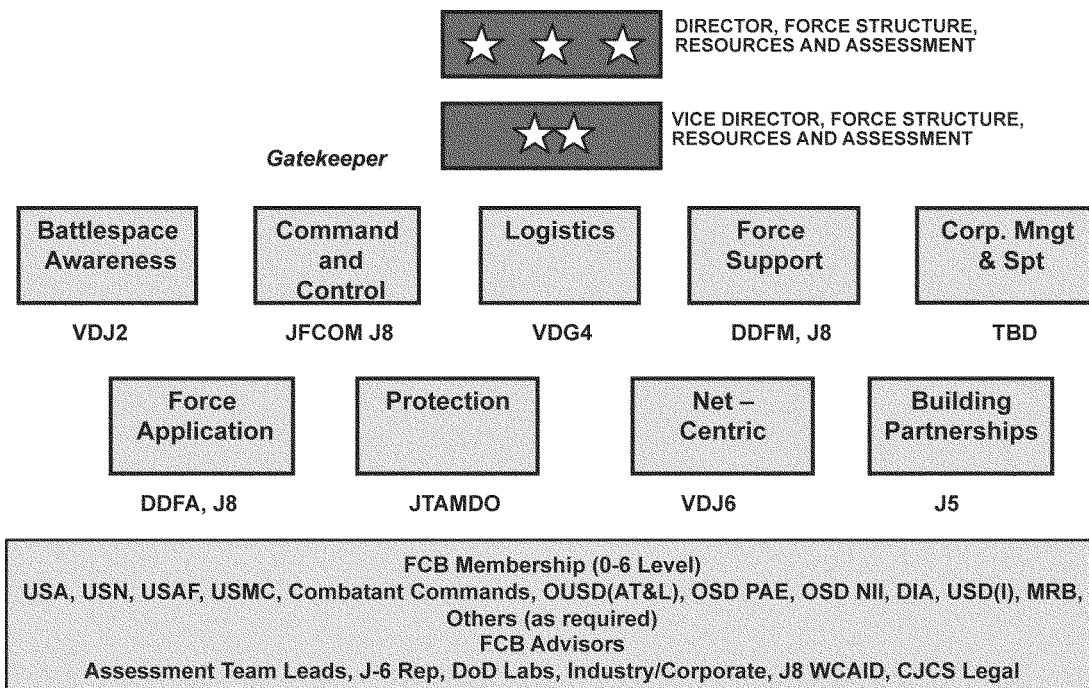 DIRECTOR, FORCE STRUCTURE,
RESOURCES AND ASSESSMENT
VICE DIRECTOR, FORCE STRUCTURE,
RESOURCES AND ASSESSMENT
Gatekeeper
Battlespace
Awareness
VDJ2
Command
and
Control
JFCOM J8
Logistics
VDG4
Force
Support
DDFM, J8
Corp. Mngt
& Spt
TBD
Force
Application
DDFA, J8
Protection
JTAMDO
Net –
Centric
VDJ6
Building
Partnerships
J5
FCB Membership (0-6 Level)
USA, USN, USAF, USMC, Combatant Commands, OUSD(AT&L), OSD PAE, OSD NII, DIA, USD(I), MRB,
Others (as required)
FCB Advisors
Assessment Team Leads, J-6 Rep, DoD Labs, Industry/Corporate, J8 WCAID, CJCS Legal